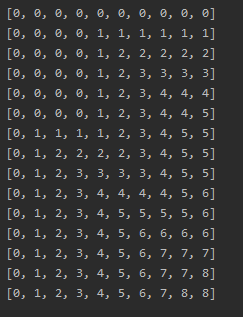 [0, 0, 0, 0, 0, 0, 0, 0, 0, 0]
[0, 0, 0, 0, 1, 1, 1, 1, 1, 1]
[0, 0, 0, 0, 1, 2, 2, 2, 2, 2]
[0, 0, 0, 0, 1, 2, 3, 3, 3, 3]
[0, 0, 0, 0, 1, 2, 3, 4, 4, 4]
[0, 0, 0, 0, 1, 2, 3, 4, 4, 5]
[0, 1, 1, 1, 1, 2, 3, 4, 5, 5]
[0, 1, 2, 2, 2, 2, 3, 4, 5, 5]
[0, 1, 2, 3, 3, 3, 3, 4, 5, 5]
[0, 1, 2, 3, 4, 4, 4, 4, 5, 6]
[0, 1, 2, 3, 4, 5, 5, 5, 5, 6]
[0, 1, 2, 3, 4, 5, 6, 6, 6, 6]
[0, 1, 2, 3, 4, 5, 6, 7, 7, 7]
[0, 1, 2, 3, 4, 5, 6, 7, 7, 8]
[0, 1, 2, 3, 4, 5, 6, 7, 8, 8]